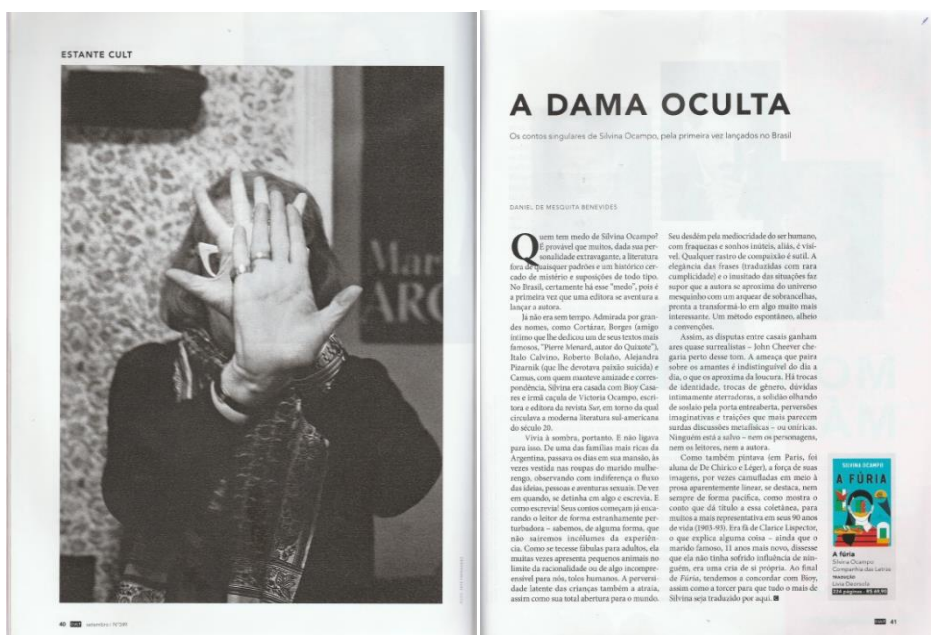 ESTANTE CULT
Mar
ARC
40 CULT setembro / Nº249
A DAMA OCULTA
Os contos singulares de Silvina Ocampo, pela primeira vez lançados no Brasil
DANIEL DE MESQUITA BENEVIDES
Quem tem medo de Silvina Ocampo?
É provável que muitos, dada sua per-
sonalidade extravagante, a literatura
fora de quaisquer padrões e um histórico cer-
cado de mistério e suposições de todo tipo.
No Brasil, certamente há esse "medo", pois é
a primeira vez que uma editora se aventura a
lançar a autora.
Já não era sem tempo. Admirada por gran-
des nomes, como Cortázar, Borges (amigo
íntimo que lhe dedicou um de seus textos mais
famosos, "Pierre Menard, autor do Quixote"),
Italo Calvino, Roberto Bolaño, Alejandra
Pizarnik (que lhe devotava paixão suicida) e
Camus, com quem manteve amizade e corres-
pondência, Silvina era casada com Bioy Casa-
res e irmã caçula de Victoria Ocampo, escri-
tora e editora da revista Sur, em torno da qual
circulava a moderna literatura sul-americana
do século 20.
Vivia à sombra, portanto. E não ligava
para isso. De uma das famílias mais ricas da
Argentina, passava os dias em sua mansão, às
vezes vestida nas roupas do marido mulhe-
rengo, observando com indiferença o fluxo
das ideias, pessoas e aventuras sexuais. De vez
em quando, se detinha em algo e escrevia. E
como escrevia! Seus contos começam já enca-
rando o leitor de forma estranhamente per-
turbadora – sabemos, de alguma forma, que
não sairemos incólumes da experiên-
cia. Como se tecesse fábulas para adultos, ela
muitas vezes apresenta pequenos animais no
limite da racionalidade ou de algo incompre-
ensível para nós, tolos humanos. A perversi-
dade latente das crianças também a atraía,
assim como sua total abertura para o mundo.
Seu desdém pela mediocridade do ser humano,
com fraquezas e sonhos inúteis, aliás, é visí-
vel. Qualquer rastro de compaixão é sutil. A
elegância das frases (traduzidas com rara
cumplicidade) e o inusitado das situações faz
supor que a autora se aproxima do universo
mesquinho com um arquear de sobrancelhas,
pronta a transformá-lo em algo muito mais
interessante. Um método espontâneo, alheio
a convenções.
Assim, as disputas entre casais ganham
ares quase surrealistas – John Cheever che-
garia perto desse tom. A ameaça que paira
sobre os amantes é indistinguível do dia a
dia, o que os aproxima da loucura. Há trocas
de identidade, trocas de gênero, dúvidas
intimamente aterradoras, a solidão olhando
de soslaio pela porta entreaberta, perversões
imaginativas e traições que mais parecem
surdas discussões metafísicas – ou oníricas.
Ninguém está a salvo – nem os personagens,
nem os leitores, nem a autora.
Como também pintava (em Paris, foi
aluna de De Chirico e Léger), a força de suas
imagens, por vezes camufladas em meio à
prosa aparentemente linear, se destaca, nem
sempre de forma pacífica, como mostra o
conto que dá título a essa coletânea, para
muitos a mais representativa em seus 90 anos
de vida (1903-93). Era fã de Clarice Lispector,
o que explica alguma coisa – ainda que o
marido famoso, 11 anos mais novo, dissesse
que ela não tinha sofrido influência de nin-
guém, era uma cria de si própria. Ao final
de Fúria, tendemos a concordar com Bioy,
assim como a torcer para que tudo o mais de
Silvina seja traduzido por aqui.
SILVINA OCAMPO
A FÚRIA
A fúria
Silvina Ocampo
Companhia das Letras
TRADUÇÃO
Livia Deorsola
CULT 41